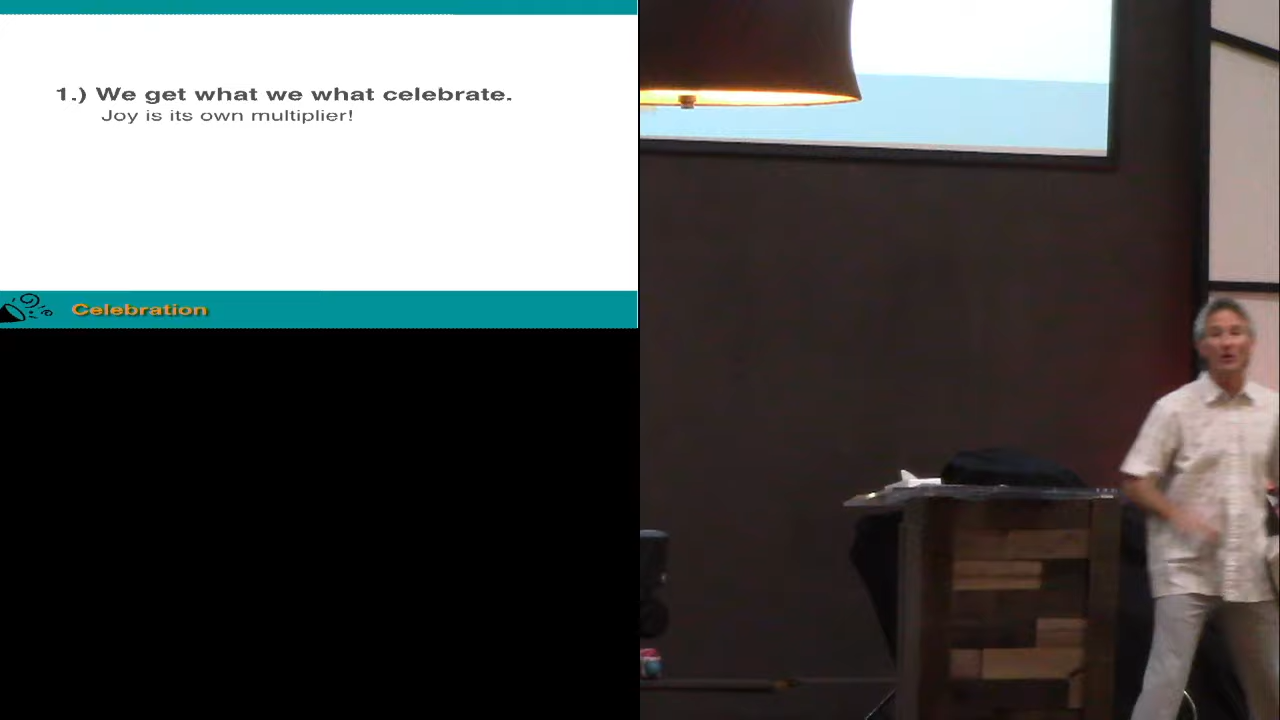 1.) We get what we what celebrate.
Joy is its own multiplier!
Celebration